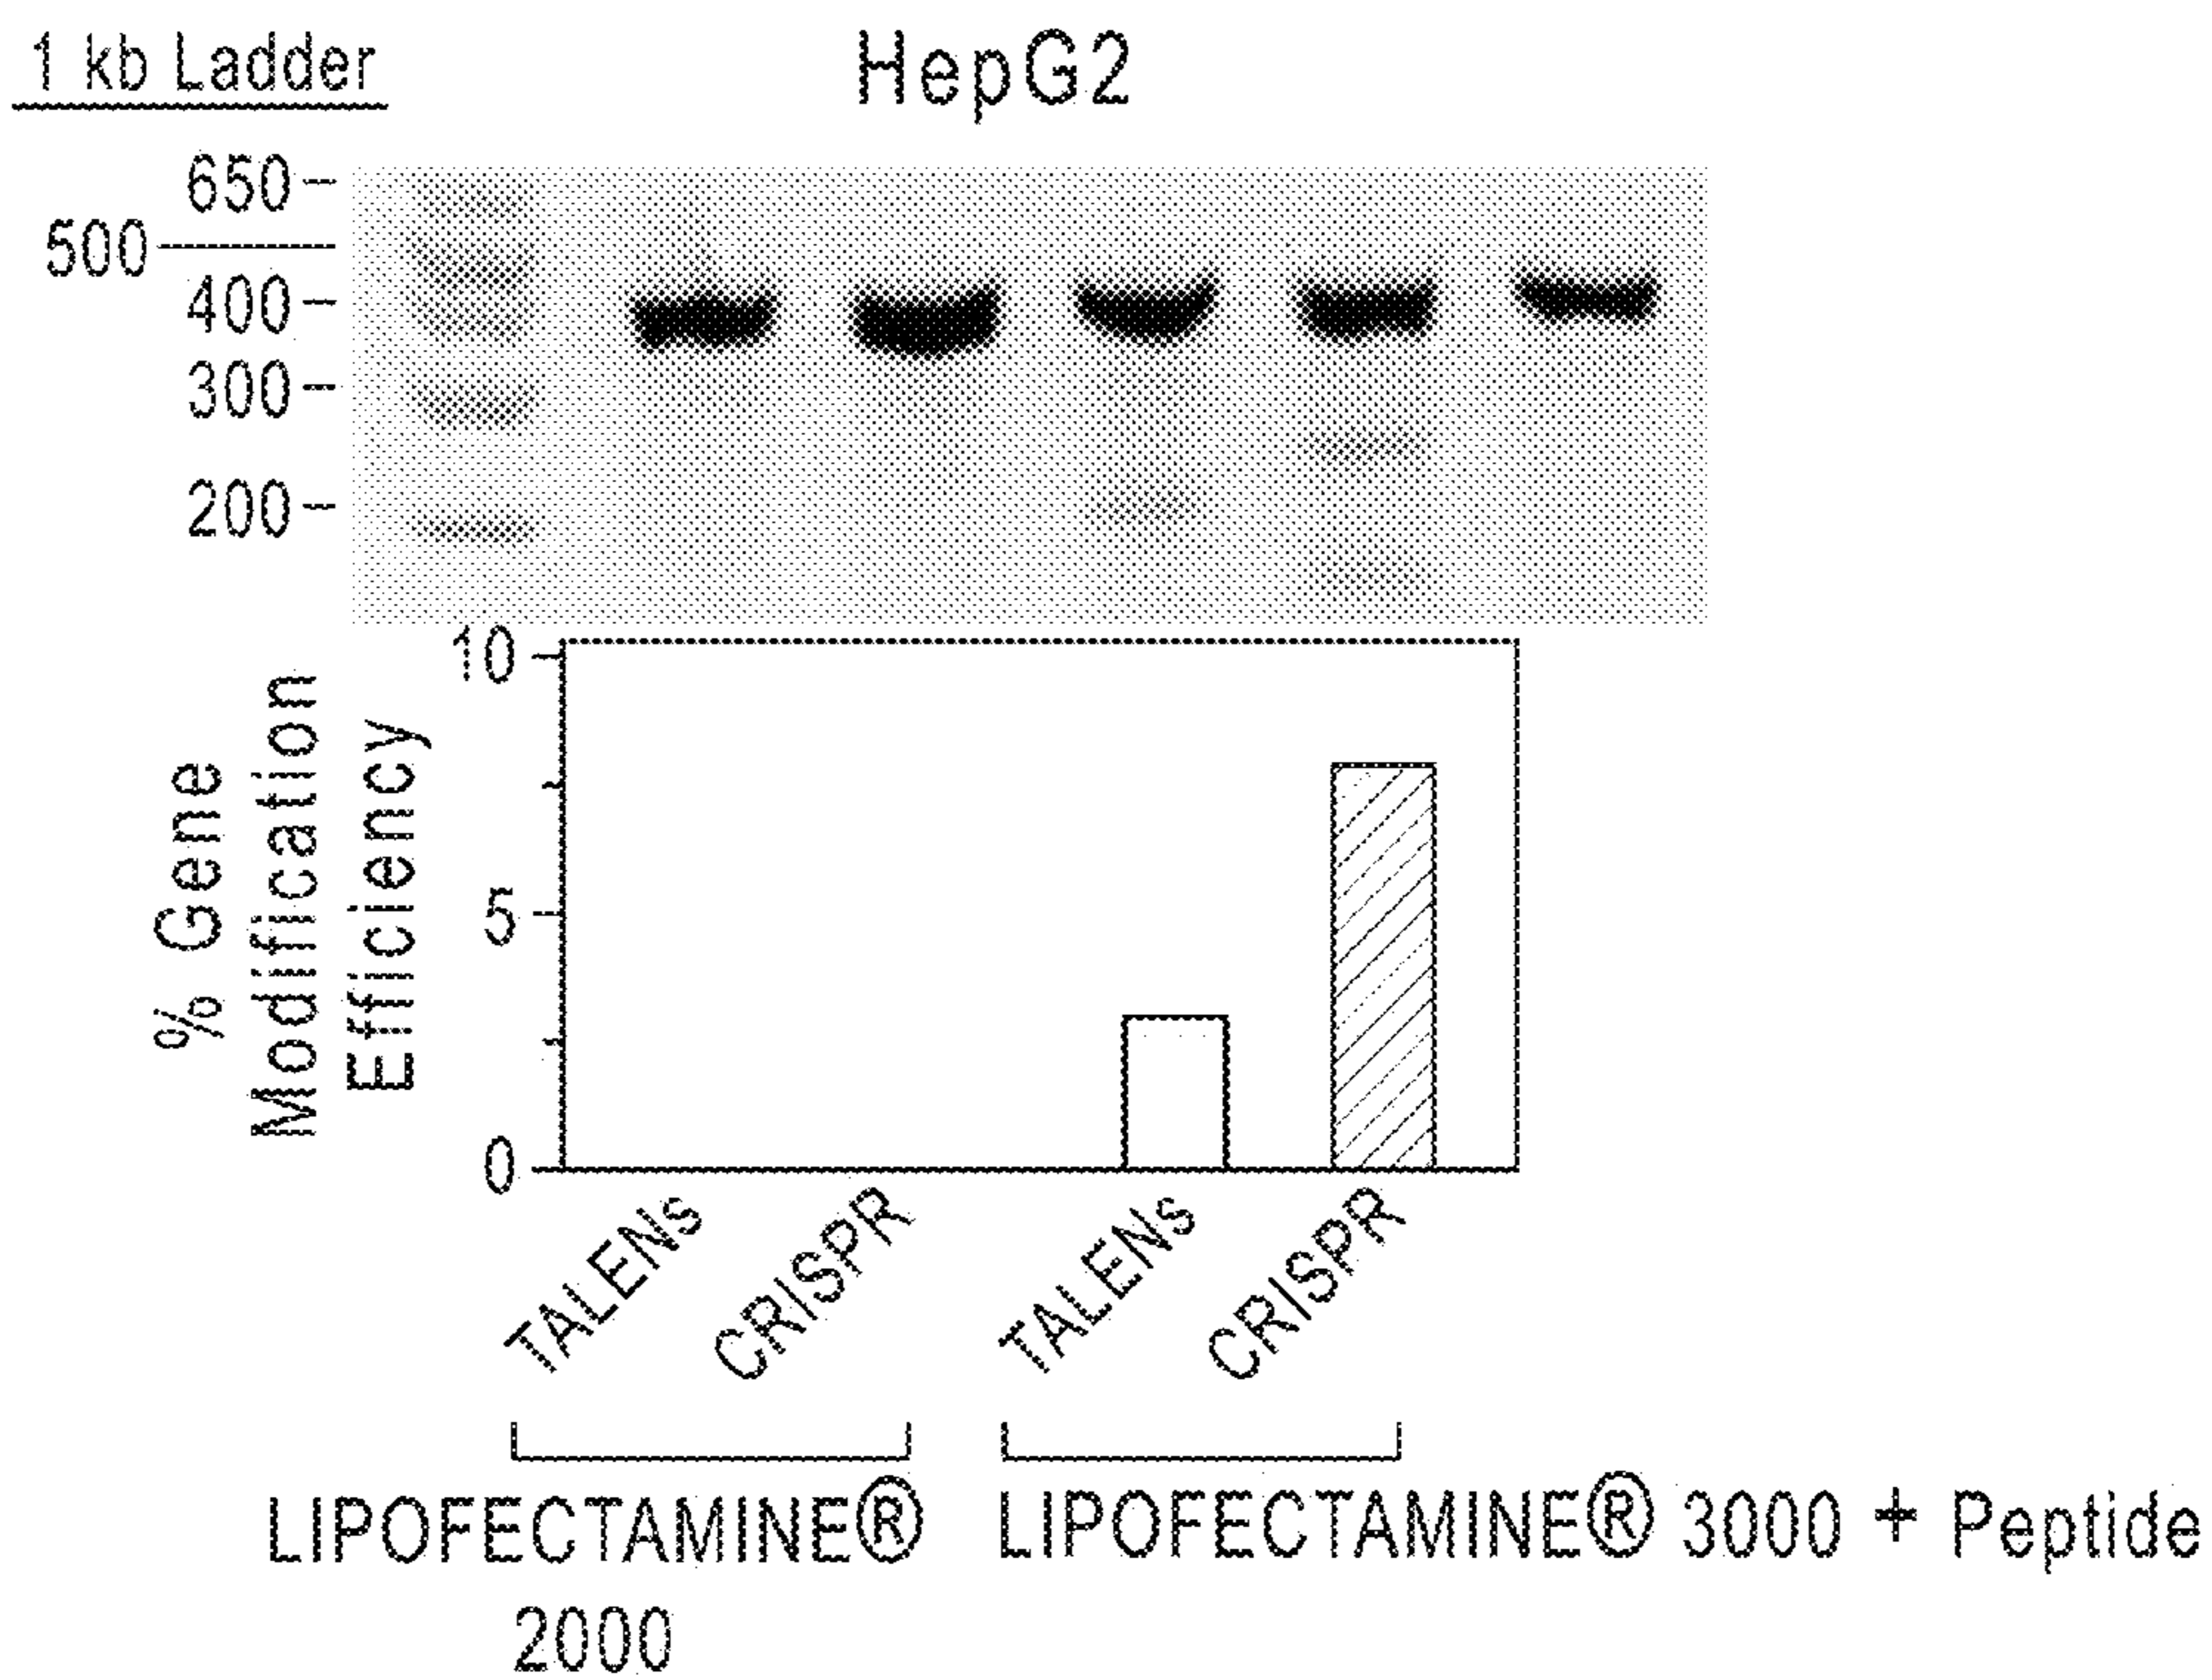 1 kb Ladder
HepG2
650
500
400
300
200
10
5
0
% Gene
Modification
Efficiency
TALENs
CRISPR
TALENs
CRISPR
LIPOFECTAMINE®
2000
LIPOFECTAMINE® 3000 + Peptide